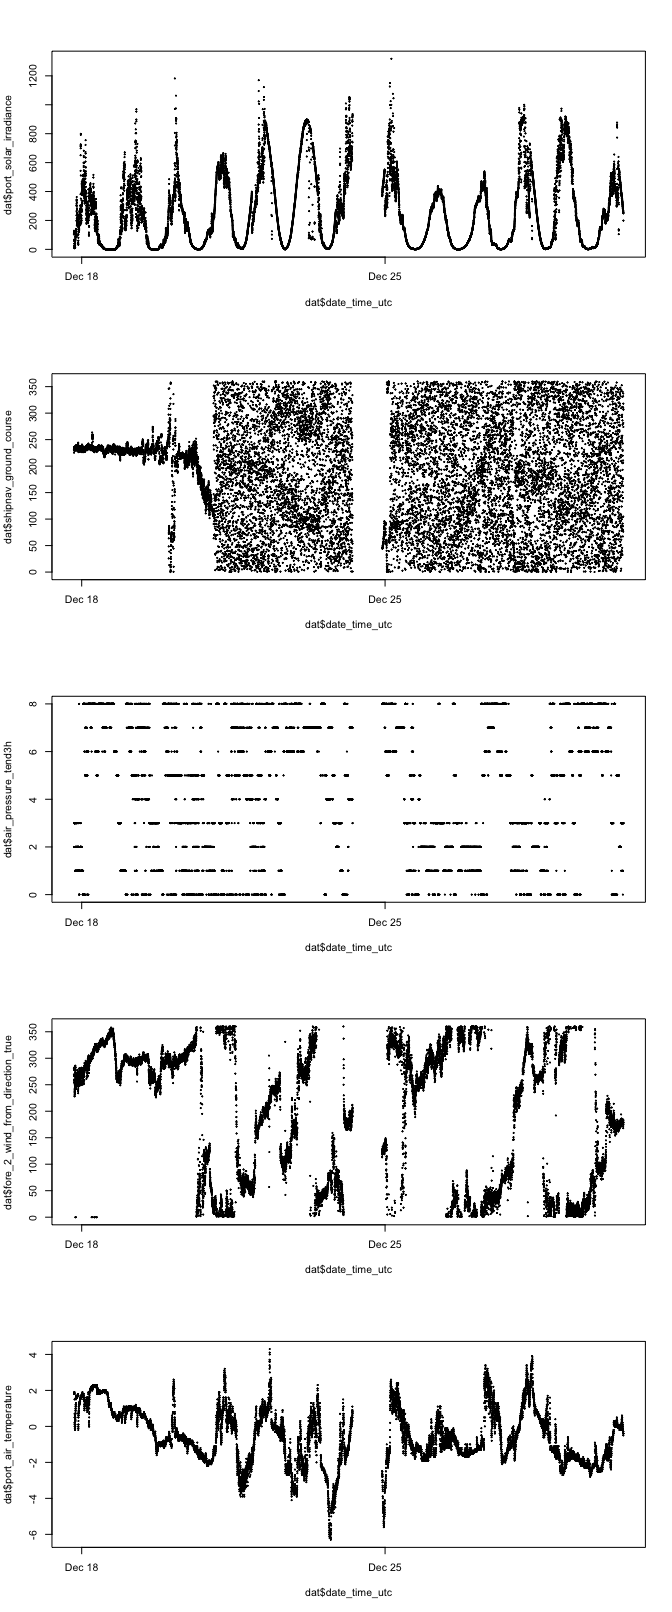 dat$port_solar_irradiance
0 200 400 600 800 1200
Dec 18 Dec 25
dat$date_time_utc
dat$shipnav_ground_course
0 50 100 150 200 250 300 350
Dec 18 Dec 25
dat$date_time_utc
dat$air_pressure_tend3h
0 2 4 6 8
Dec 18 Dec 25
dat$date_time_utc
dat$fore_2_wind_from_direction_true
0 50 100 150 200 250 300 350
Dec 18 Dec 25
dat$date_time_utc
dat$port_air_temperature
-6 -4 -2 0 2 4
Dec 18 Dec 25
dat$date_time_utc